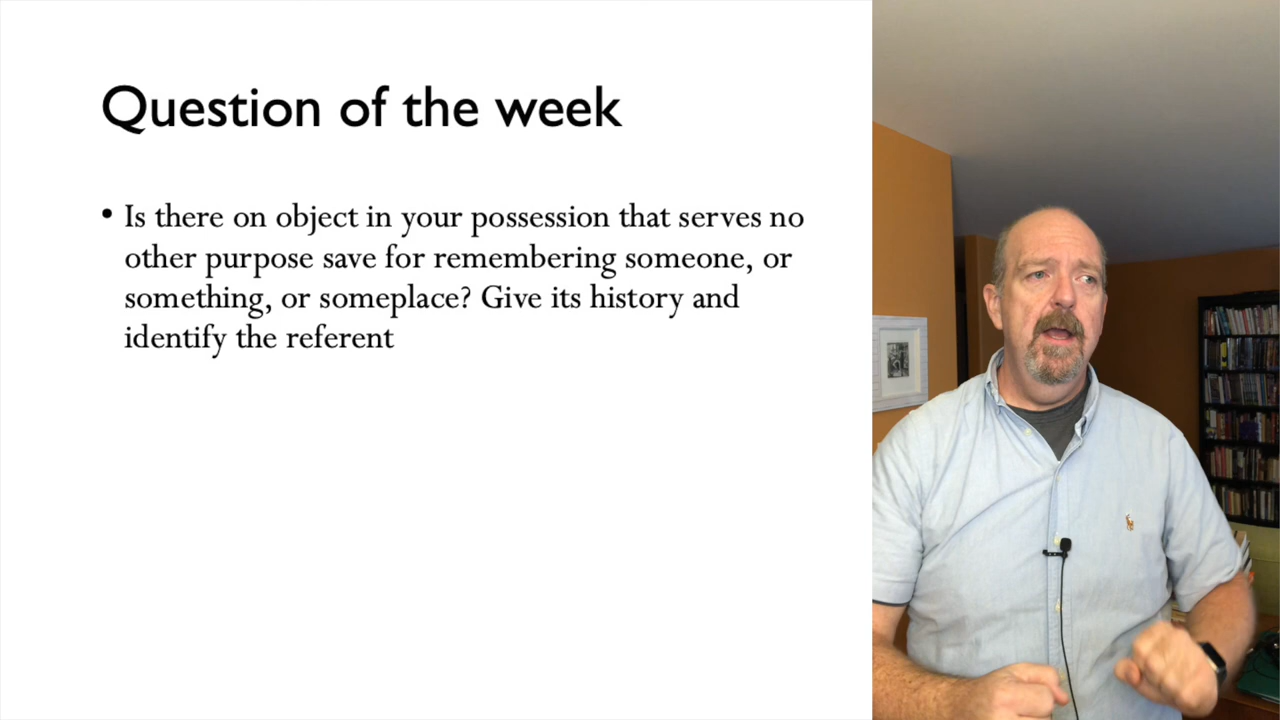 Question of the week
• Is there on object in your possession that serves no
other purpose save for remembering someone, or
something, or someplace? Give its history and
identify the referent